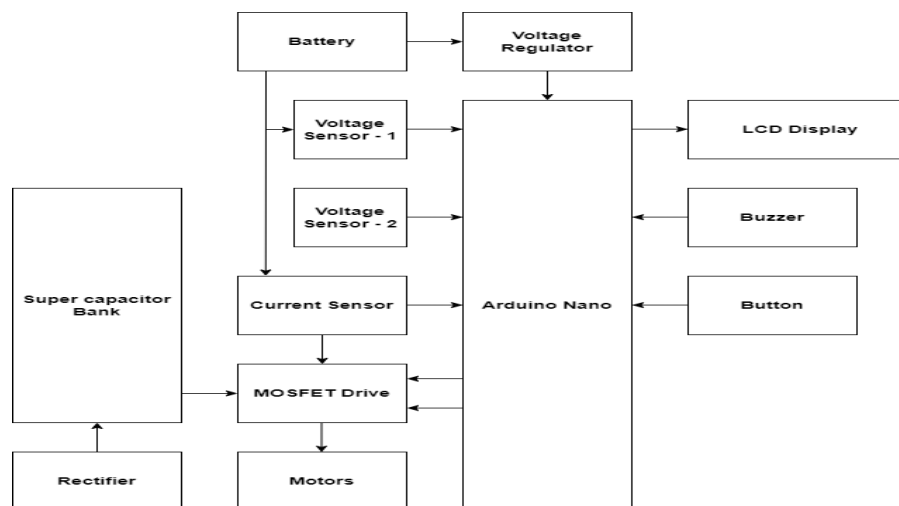 Battery
Voltage
Regulator
Voltage
Sensor - 1
LCD Display
Voltage
Sensor - 2
Buzzer
Super capacitor
Bank
Current Sensor
Arduino Nano
Button
MOSFET Drive
Rectifier
Motors